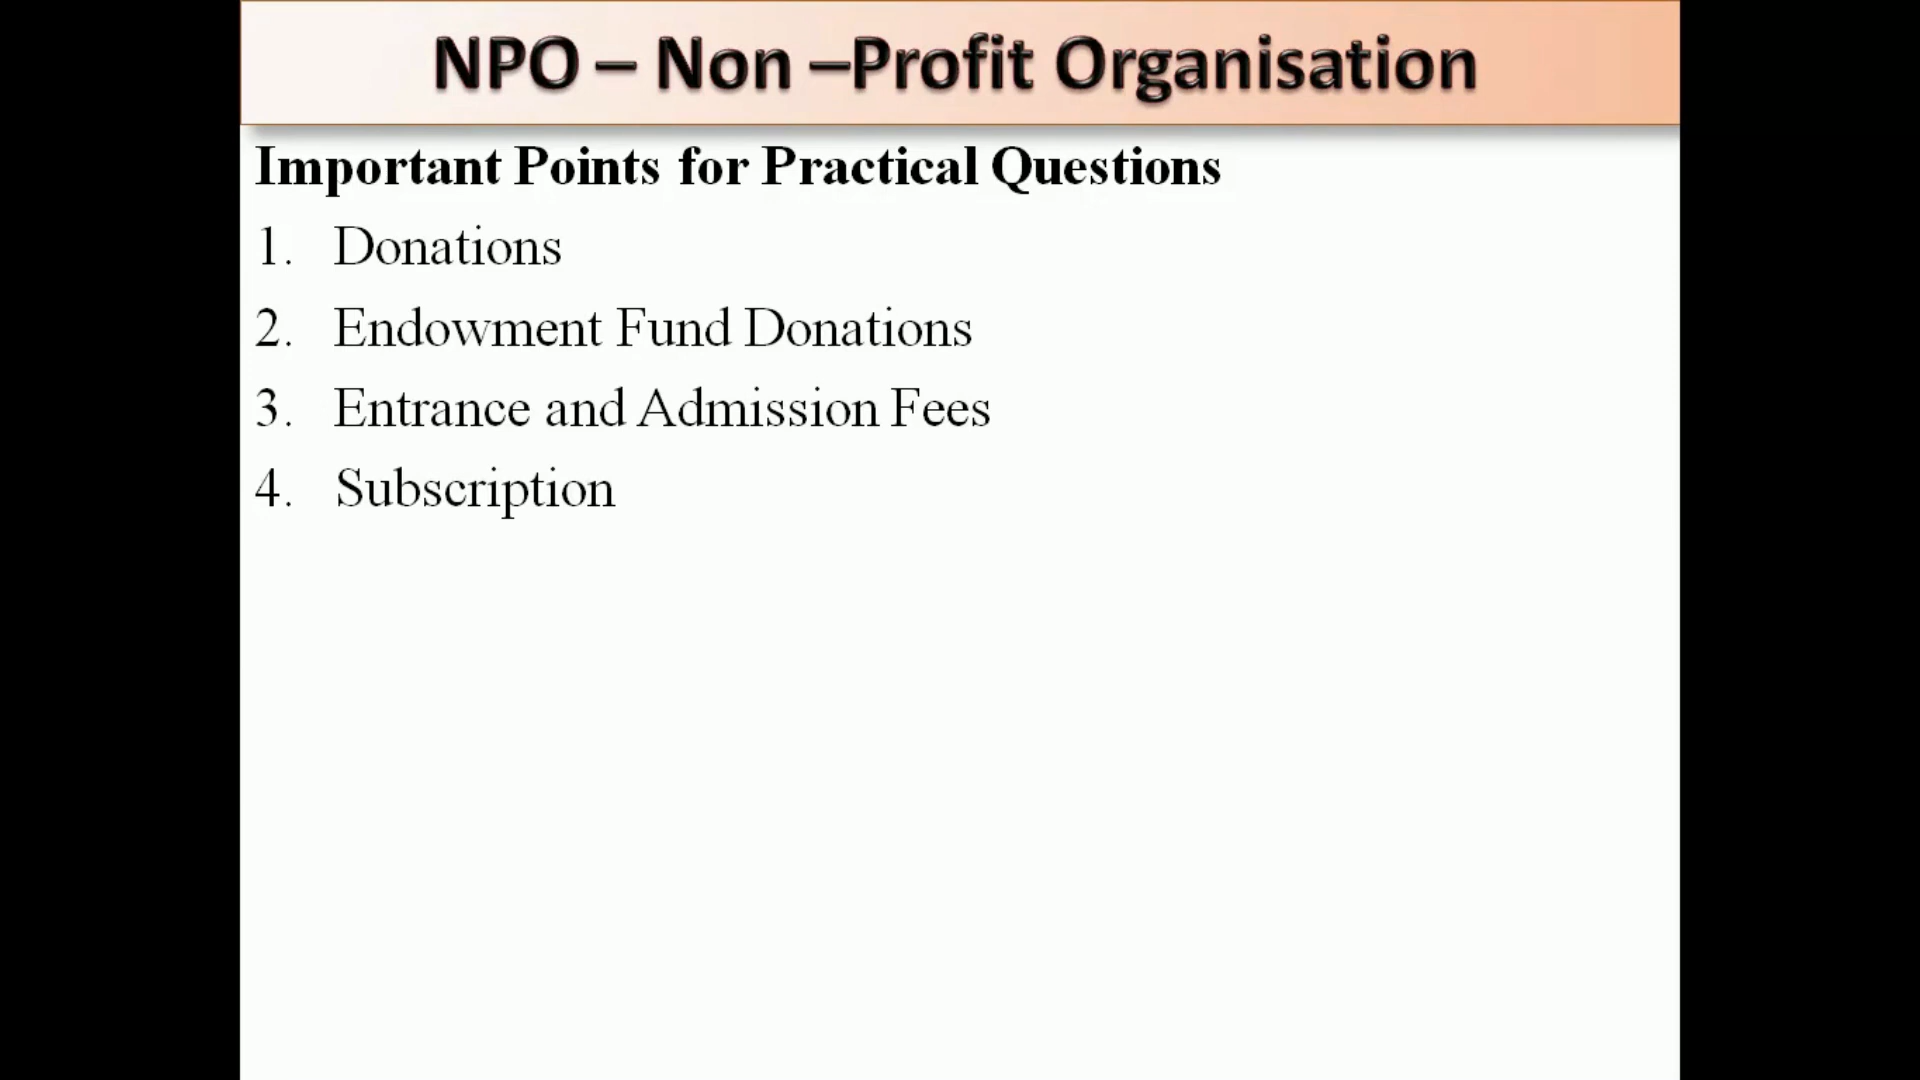 NPO – Non –Profit Organisation
Important Points for Practical Questions
1. Donations
2. Endowment Fund Donations
3. Entrance and Admission Fees
4. Subscription